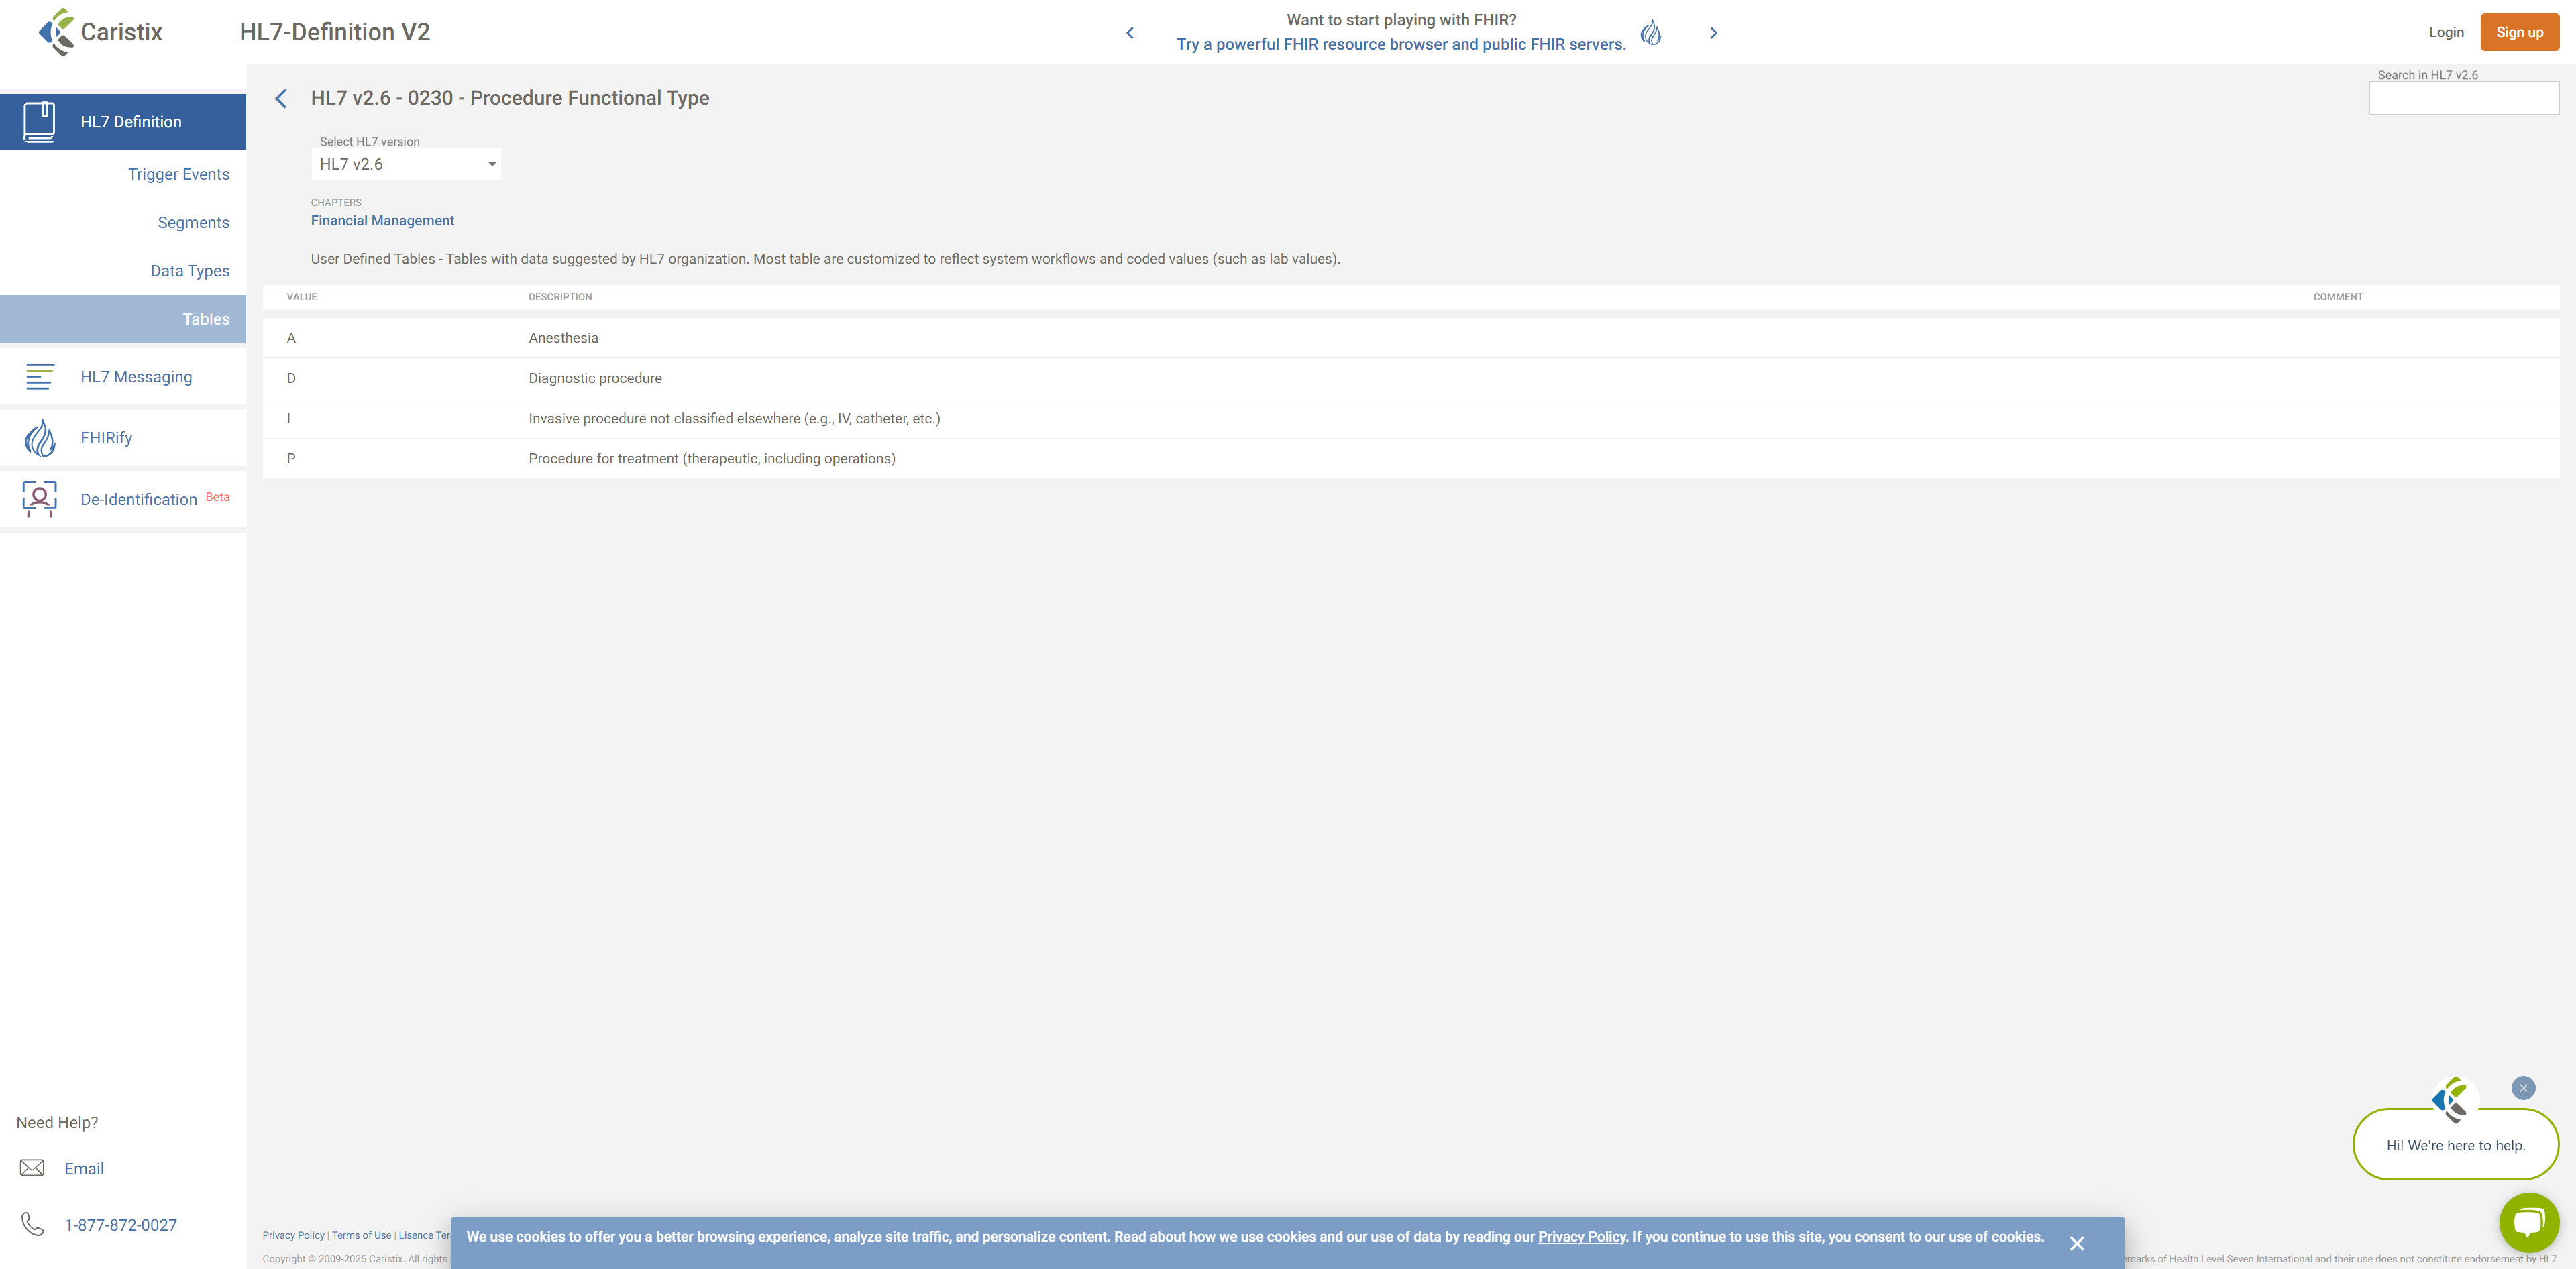 Caristix
HL7-Definition V2
Want to start playing with FHIR?
Try a powerful FHIR resource browser and public FHIR servers.
Login
Sign up
HL7 Definition
Trigger Events
Segments
Data Types
Tables
HL7 Messaging
FHIRify
De-Identification Beta
Need Help?
Email
1-877-872-0027
HL7 v2.6 - 0230 - Procedure Functional Type
Search in HL7 v2.6
Select HL7 version
HL7 v2.6
CHAPTERS
Financial Management
User Defined Tables - Tables with data suggested by HL7 organization. Most table are customized to reflect system workflows and coded values (such as lab values).
VALUE DESCRIPTION COMMENT
A Anesthesia
D Diagnostic procedure
I Invasive procedure not classified elsewhere (e.g., IV, catheter, etc.)
P Procedure for treatment (therapeutic, including operations)
Hi! We're here to help.
Privacy Policy | Terms of Use | Lisence Ter
We use cookies to offer you a better browsing experience, analyze site traffic, and personalize content. Read about how we use cookies and our use of data by reading our Privacy Policy. If you continue to use this site, you consent to our use of cookies.
Copyright © 2009-2025 Caristix. All rights
emarks of Health Level Seven International and their use does not constitute endorsement by HL7.